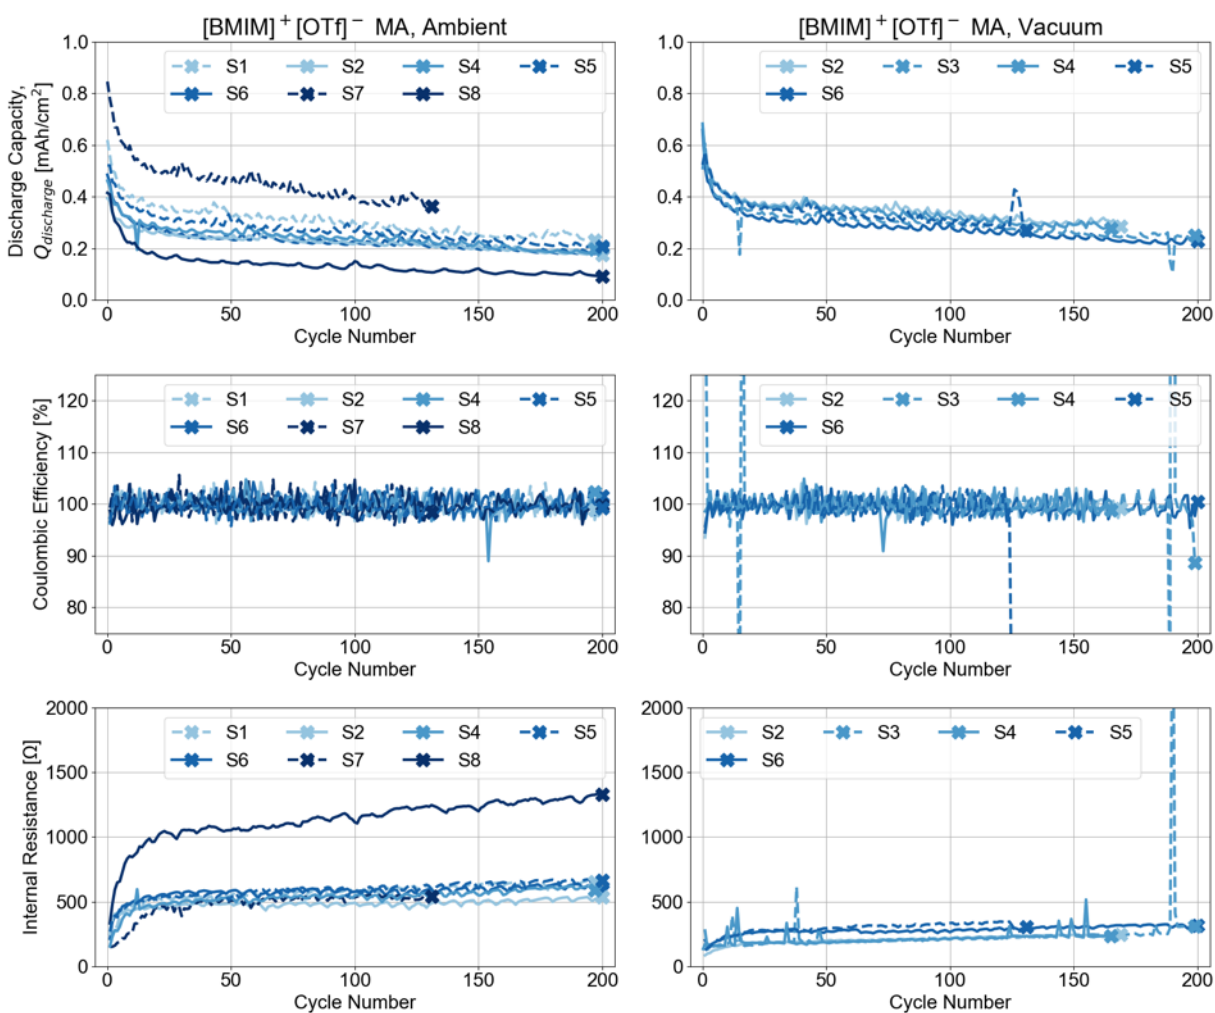 [BMIM]⁺[OTf]⁻ MA, Ambient
[BMIM]⁺[OTf]⁻ MA, Vacuum
Discharge Capacity,
Q_discharge [mAh/cm²]
1.0
0.8
0.6
0.4
0.2
0.0
S1 S2 S4 S5
S6 S7 S8
0 50 100 150 200
Cycle Number
1.0
0.8
0.6
0.4
0.2
0.0
S2 S3 S4 S5
S6
0 50 100 150 200
Cycle Number
Coulombic Efficiency [%]
120
110
100
90
80
S1 S2 S4 S5
S6 S7 S8
0 50 100 150 200
Cycle Number
120
110
100
90
80
S2 S3 S4 S5
S6
0 50 100 150 200
Cycle Number
Internal Resistance [Ω]
2000
1500
1000
500
0
S1 S2 S4 S5
S6 S7 S8
0 50 100 150 200
Cycle Number
2000
1500
1000
500
0
S2 S3 S4 S5
S6
0 50 100 150 200
Cycle Number